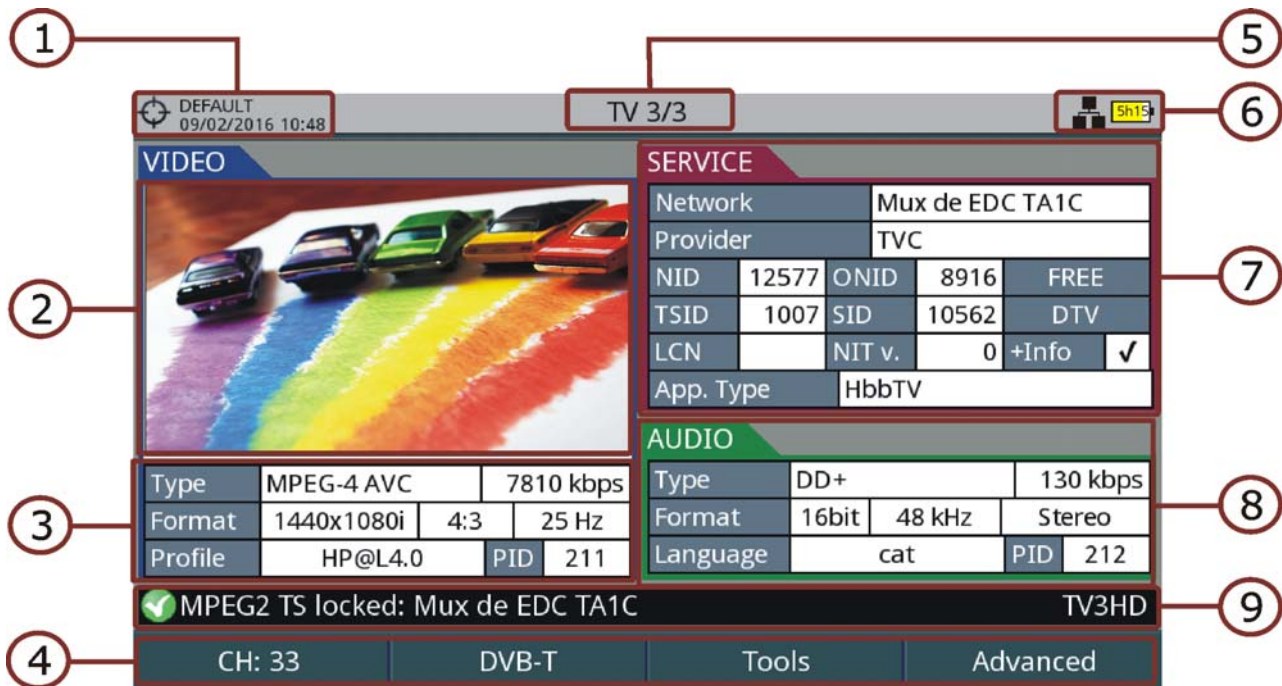 1
5
DEFAULT
09/02/2016 10:48
TV 3/3
5h15
6
VIDEO
SERVICE
Network Mux de EDC TA1C
Provider TVC
2
NID 12577 ONID 8916 FREE
7
TSID 1007 SID 10562 DTV
LCN NIT v. 0 +Info ✓
App. Type HbbTV
AUDIO
3
Type MPEG-4 AVC 7810 kbps
Format 1440x1080i 4:3 25 Hz
Profile HP@L4.0 PID 211
Type DD+ 130 kbps
Format 16bit 48 kHz Stereo
Language cat PID 212
8
MPEG2 TS locked: Mux de EDC TA1C TV3HD
9
4
CH: 33 DVB-T Tools Advanced